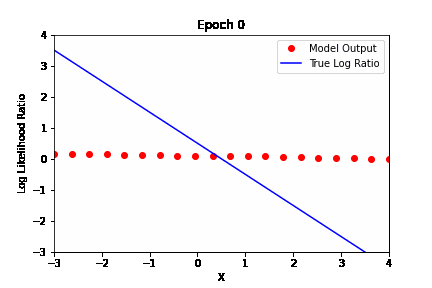 Epoch 0
Model Output
True Log Ratio
Log Likelihood Ratio
4
3
2
1
0
−1
−2
−3
−3 −2 −1 0 1 2 3 4
X